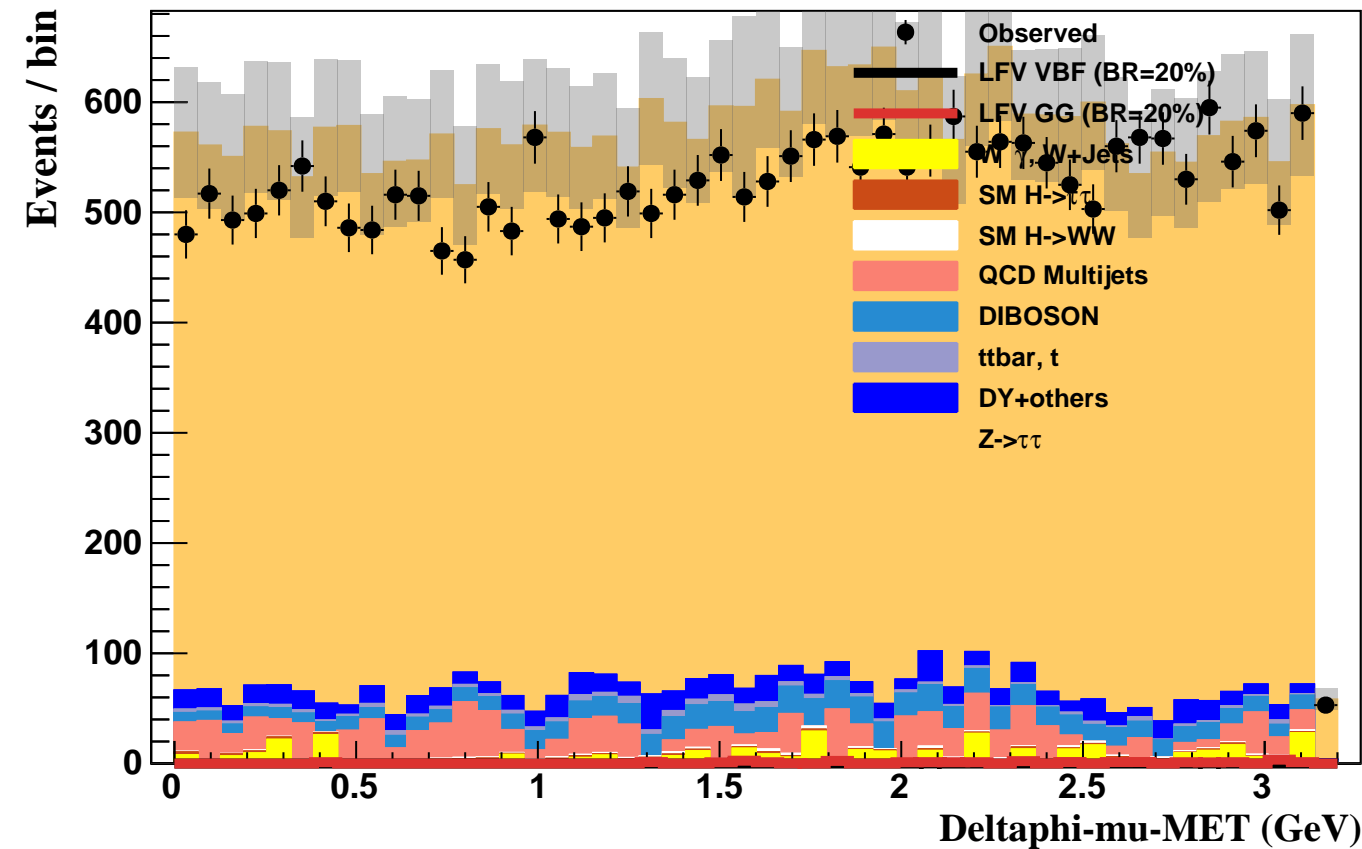 Events / bin
600
500
400
300
200
100
0
Observed
LFV VBF (BR=20%)
LFV GG (BR=20%)
W γ, W+Jets
SM H->ττ
SM H->WW
QCD Multijets
DIBOSON
ttbar, t
DY+others
Z->ττ
0 0.5 1 1.5 2 2.5 3
Deltaphi-mu-MET (GeV)